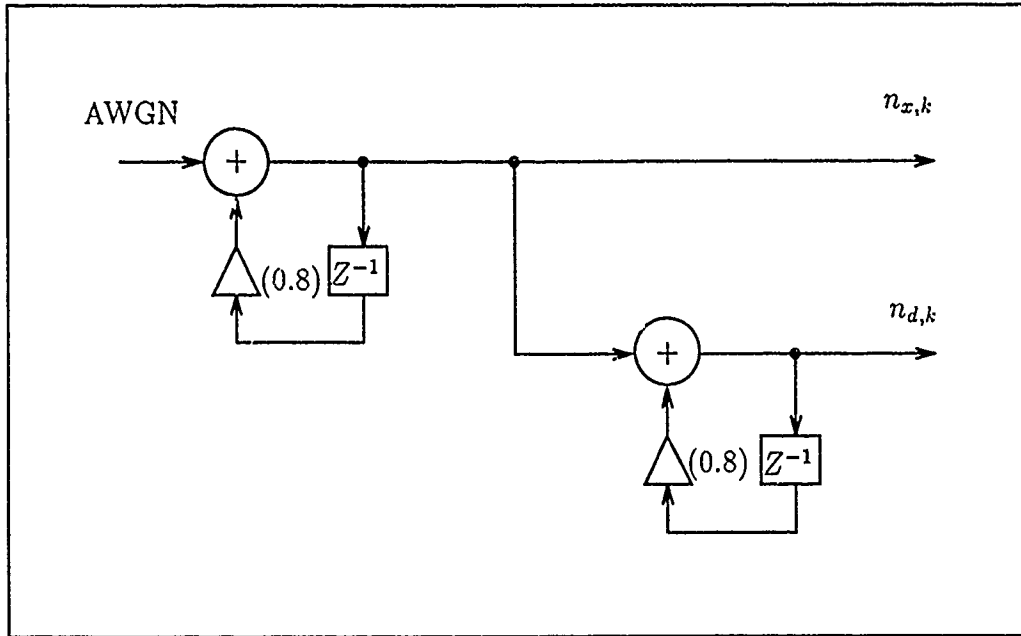 AWGN
n_{x,k}
+
(0.8)
Z^{-1}
n_{d,k}
+
(0.8)
Z^{-1}